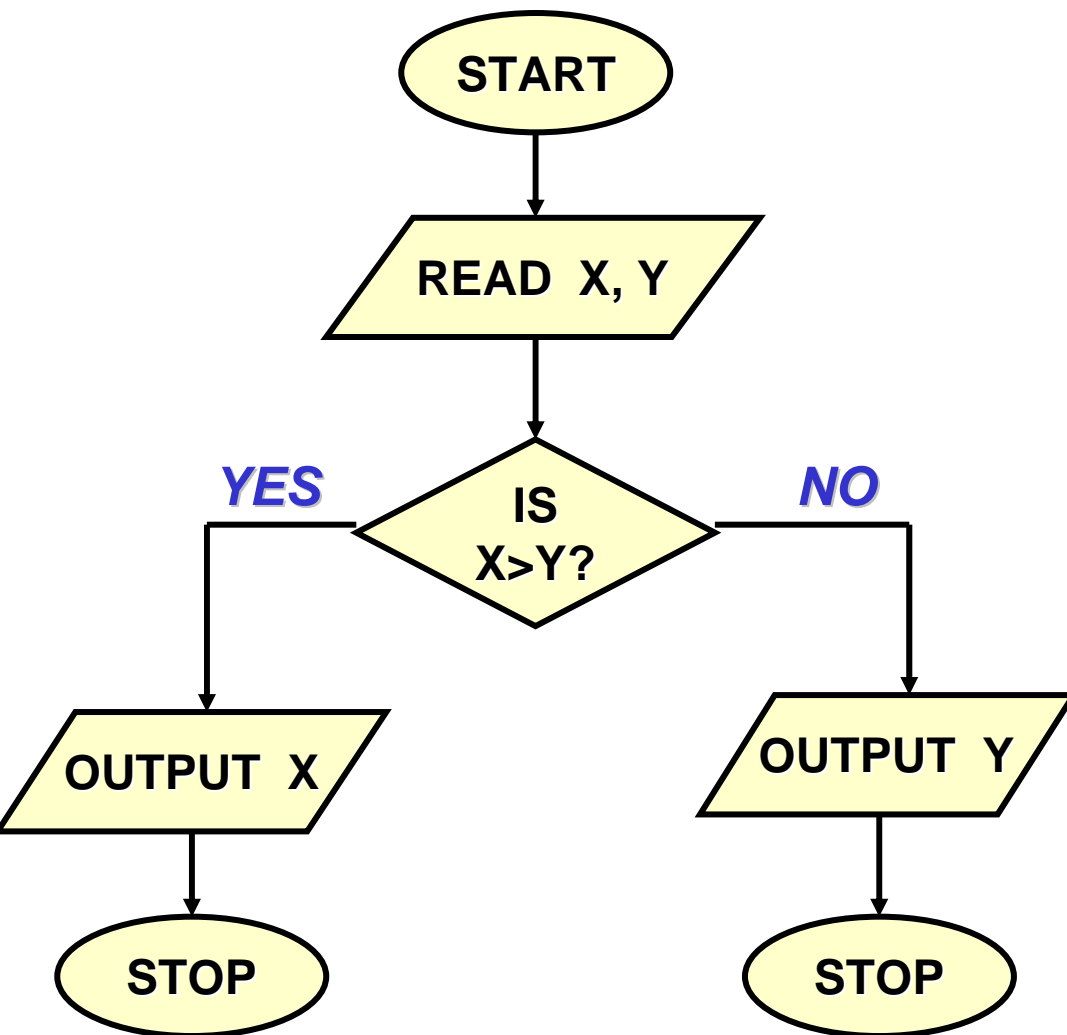 START
READ X, Y
YES
NO
IS
X>Y?
OUTPUT X
OUTPUT Y
STOP
STOP